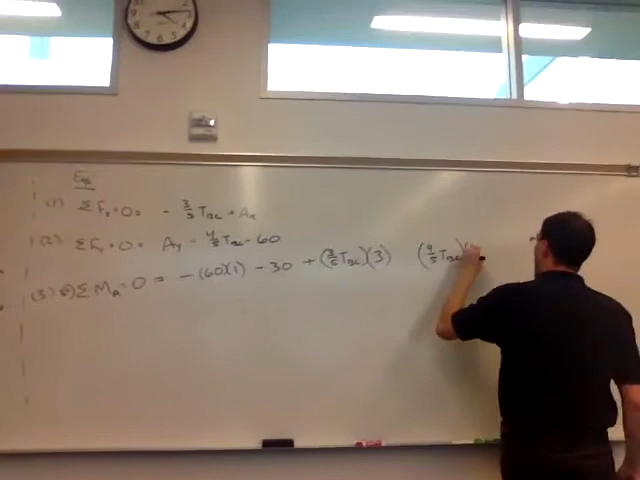 Eqs
(1) ΣFx=0= - 3/5 TBC + Ax
(2) ΣFy=0= Ay - 4/5 TBC - 60
(3) ΣMA=0 = -(60)(1) - 30 + (3/5 TBC)(3) (4/5 TBC)(